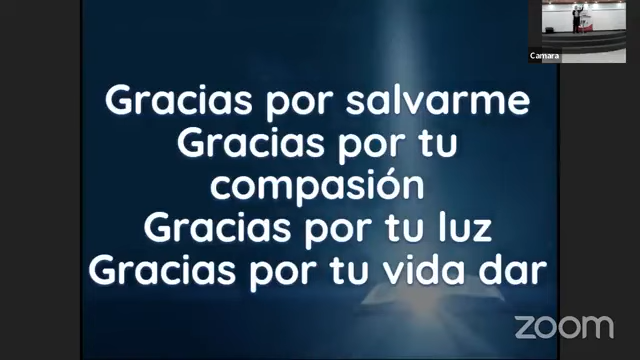 Camara
Gracias por salvarme
Gracias por tu
compasión
Gracias por tu luz
Gracias por tu vida dar
zoom